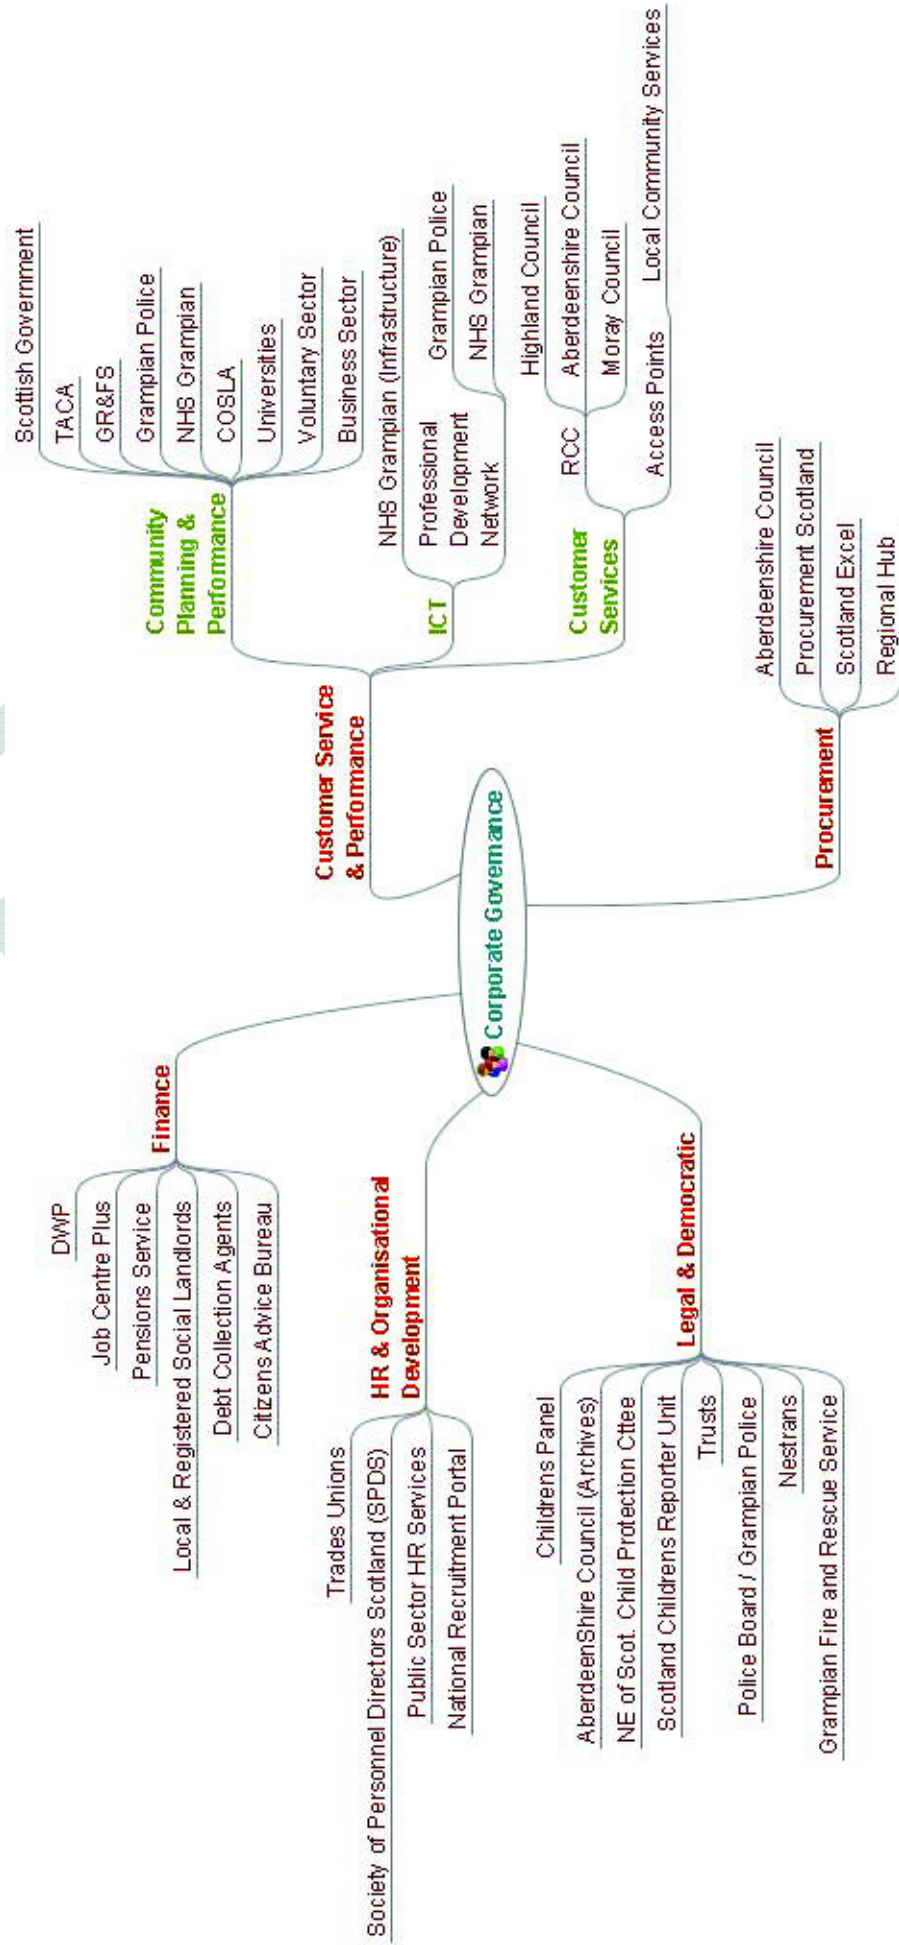 Corporate Governance
Finance
DWP
Job Centre Plus
Pensions Service
Local & Registered Social Landlords
Debt Collection Agents
Citizens Advice Bureau
HR & Organisational
Development
Trades Unions
Society of Personnel Directors Scotland (SPDS)
Public Sector HR Services
National Recruitment Portal
Legal & Democratic
Childrens Panel
AberdeenShire Council (Archives)
NE of Scot. Child Protection Cttee
Scotland Childrens Reporter Unit
Trusts
Police Board / Grampian Police
Nestrans
Grampian Fire and Rescue Service
Customer Service
& Performance
Community
Planning &
Performance
Scottish Government
TACA
GR&FS
Grampian Police
NHS Grampian
COSLA
Universities
Voluntary Sector
Business Sector
ICT
NHS Grampian (Infrastructure)
Professional
Development
Network
Grampian Police
NHS Grampian
Customer
Services
RCC
Highland Council
Aberdeenshire Council
Moray Council
Access Points
Local Community Services
Procurement
Aberdeenshire Council
Procurement Scotland
Scotland Excel
Regional Hub